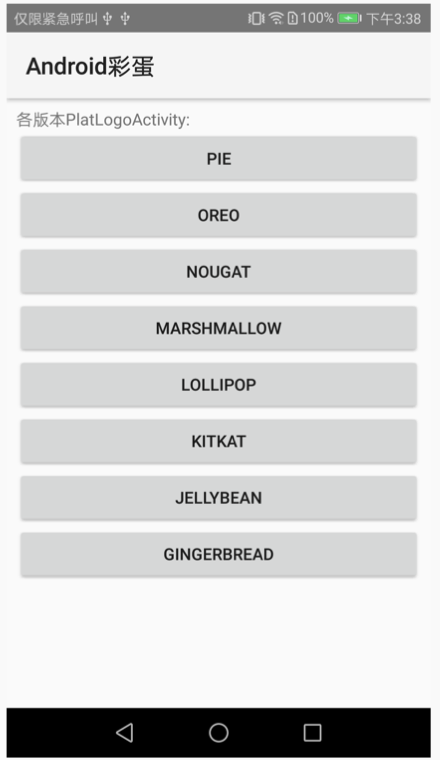 仅限紧急呼叫 100% 下午3:38
Android彩蛋
各版本PlatLogoActivity:
PIE
OREO
NOUGAT
MARSHMALLOW
LOLLIPOP
KITKAT
JELLYBEAN
GINGERBREAD